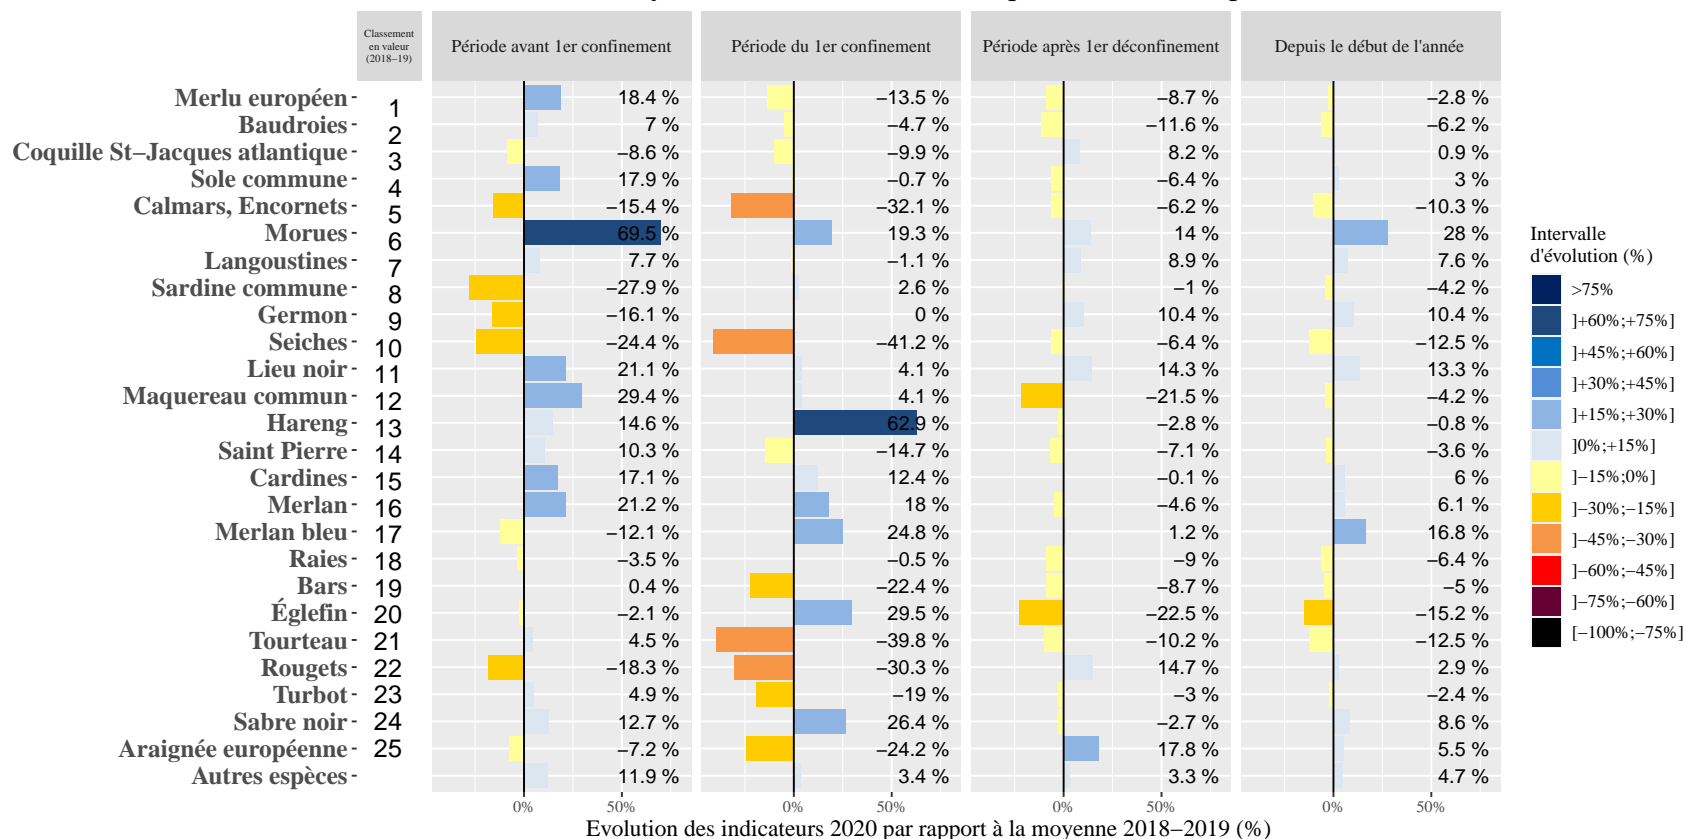 Classement
en valeur
(2018–19)
Période avant 1er confinement
Période du 1er confinement
Période après 1er déconfinement
Depuis le début de l'année
Merlu européen 1 18.4 % −13.5 % −8.7 % −2.8 %
Baudroies 2 7 % −4.7 % −11.6 % −6.2 %
Coquille St−Jacques atlantique 3 −8.6 % −9.9 % 8.2 % 0.9 %
Sole commune 4 17.9 % −0.7 % −6.4 % 3 %
Calmars, Encornets 5 −15.4 % −32.1 % −6.2 % −10.3 %
Morues 6 69.5 % 19.3 % 14 % 28 %
Langoustines 7 7.7 % −1.1 % 8.9 % 7.6 %
Sardine commune 8 −27.9 % 2.6 % −1 % −4.2 %
Germon 9 −16.1 % 0 % 10.4 % 10.4 %
Seiches 10 −24.4 % −41.2 % −6.4 % −12.5 %
Lieu noir 11 21.1 % 4.1 % 14.3 % 13.3 %
Maquereau commun 12 29.4 % 4.1 % −21.5 % −4.2 %
Hareng 13 14.6 % 62.9 % −2.8 % −0.8 %
Saint Pierre 14 10.3 % −14.7 % −7.1 % −3.6 %
Cardines 15 17.1 % 12.4 % −0.1 % 6 %
Merlan 16 21.2 % 18 % −4.6 % 6.1 %
Merlan bleu 17 −12.1 % 24.8 % 1.2 % 16.8 %
Raies 18 −3.5 % −0.5 % −9 % −6.4 %
Bars 19 0.4 % −22.4 % −8.7 % −5 %
Églefin 20 −2.1 % 29.5 % −22.5 % −15.2 %
Tourteau 21 4.5 % −39.8 % −10.2 % −12.5 %
Rougets 22 −18.3 % −30.3 % 14.7 % 2.9 %
Turbot 23 4.9 % −19 % −3 % −2.4 %
Sabre noir 24 12.7 % 26.4 % −2.7 % 8.6 %
Araignée européenne 25 −7.2 % −24.2 % 17.8 % 5.5 %
Autres espèces 11.9 % 3.4 % 3.3 % 4.7 %
0% 50% 0% 50% 0% 50% 0% 50%
Evolution des indicateurs 2020 par rapport à la moyenne 2018−2019 (%)
Intervalle
d'évolution (%)
>75%
]+60%;+75%]
]+45%;+60%]
]+30%;+45%]
]+15%;+30%]
]0%;+15%]
]−15%;0%]
]−30%;−15%]
]−45%;−30%]
]−60%;−45%]
]−75%;−60%]
[−100%;−75%]